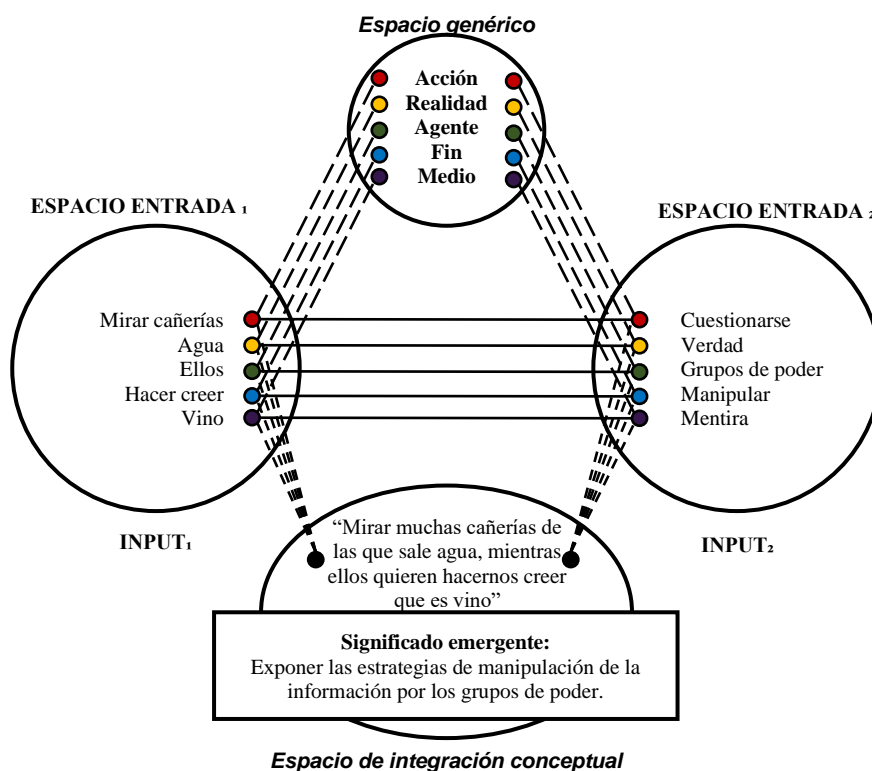 Espacio genérico
Acción
Realidad
Agente
Fin
Medio
ESPACIO ENTRADA ₁
Mirar cañerías
Agua
Ellos
Hacer creer
Vino
INPUT₁
ESPACIO ENTRADA ₂
Cuestionarse
Verdad
Grupos de poder
Manipular
Mentira
INPUT₂
“Mirar muchas cañerías de
las que sale agua, mientras
ellos quieren hacernos creer
que es vino”
Significado emergente:
Exponer las estrategias de manipulación de la
información por los grupos de poder.
Espacio de integración conceptual